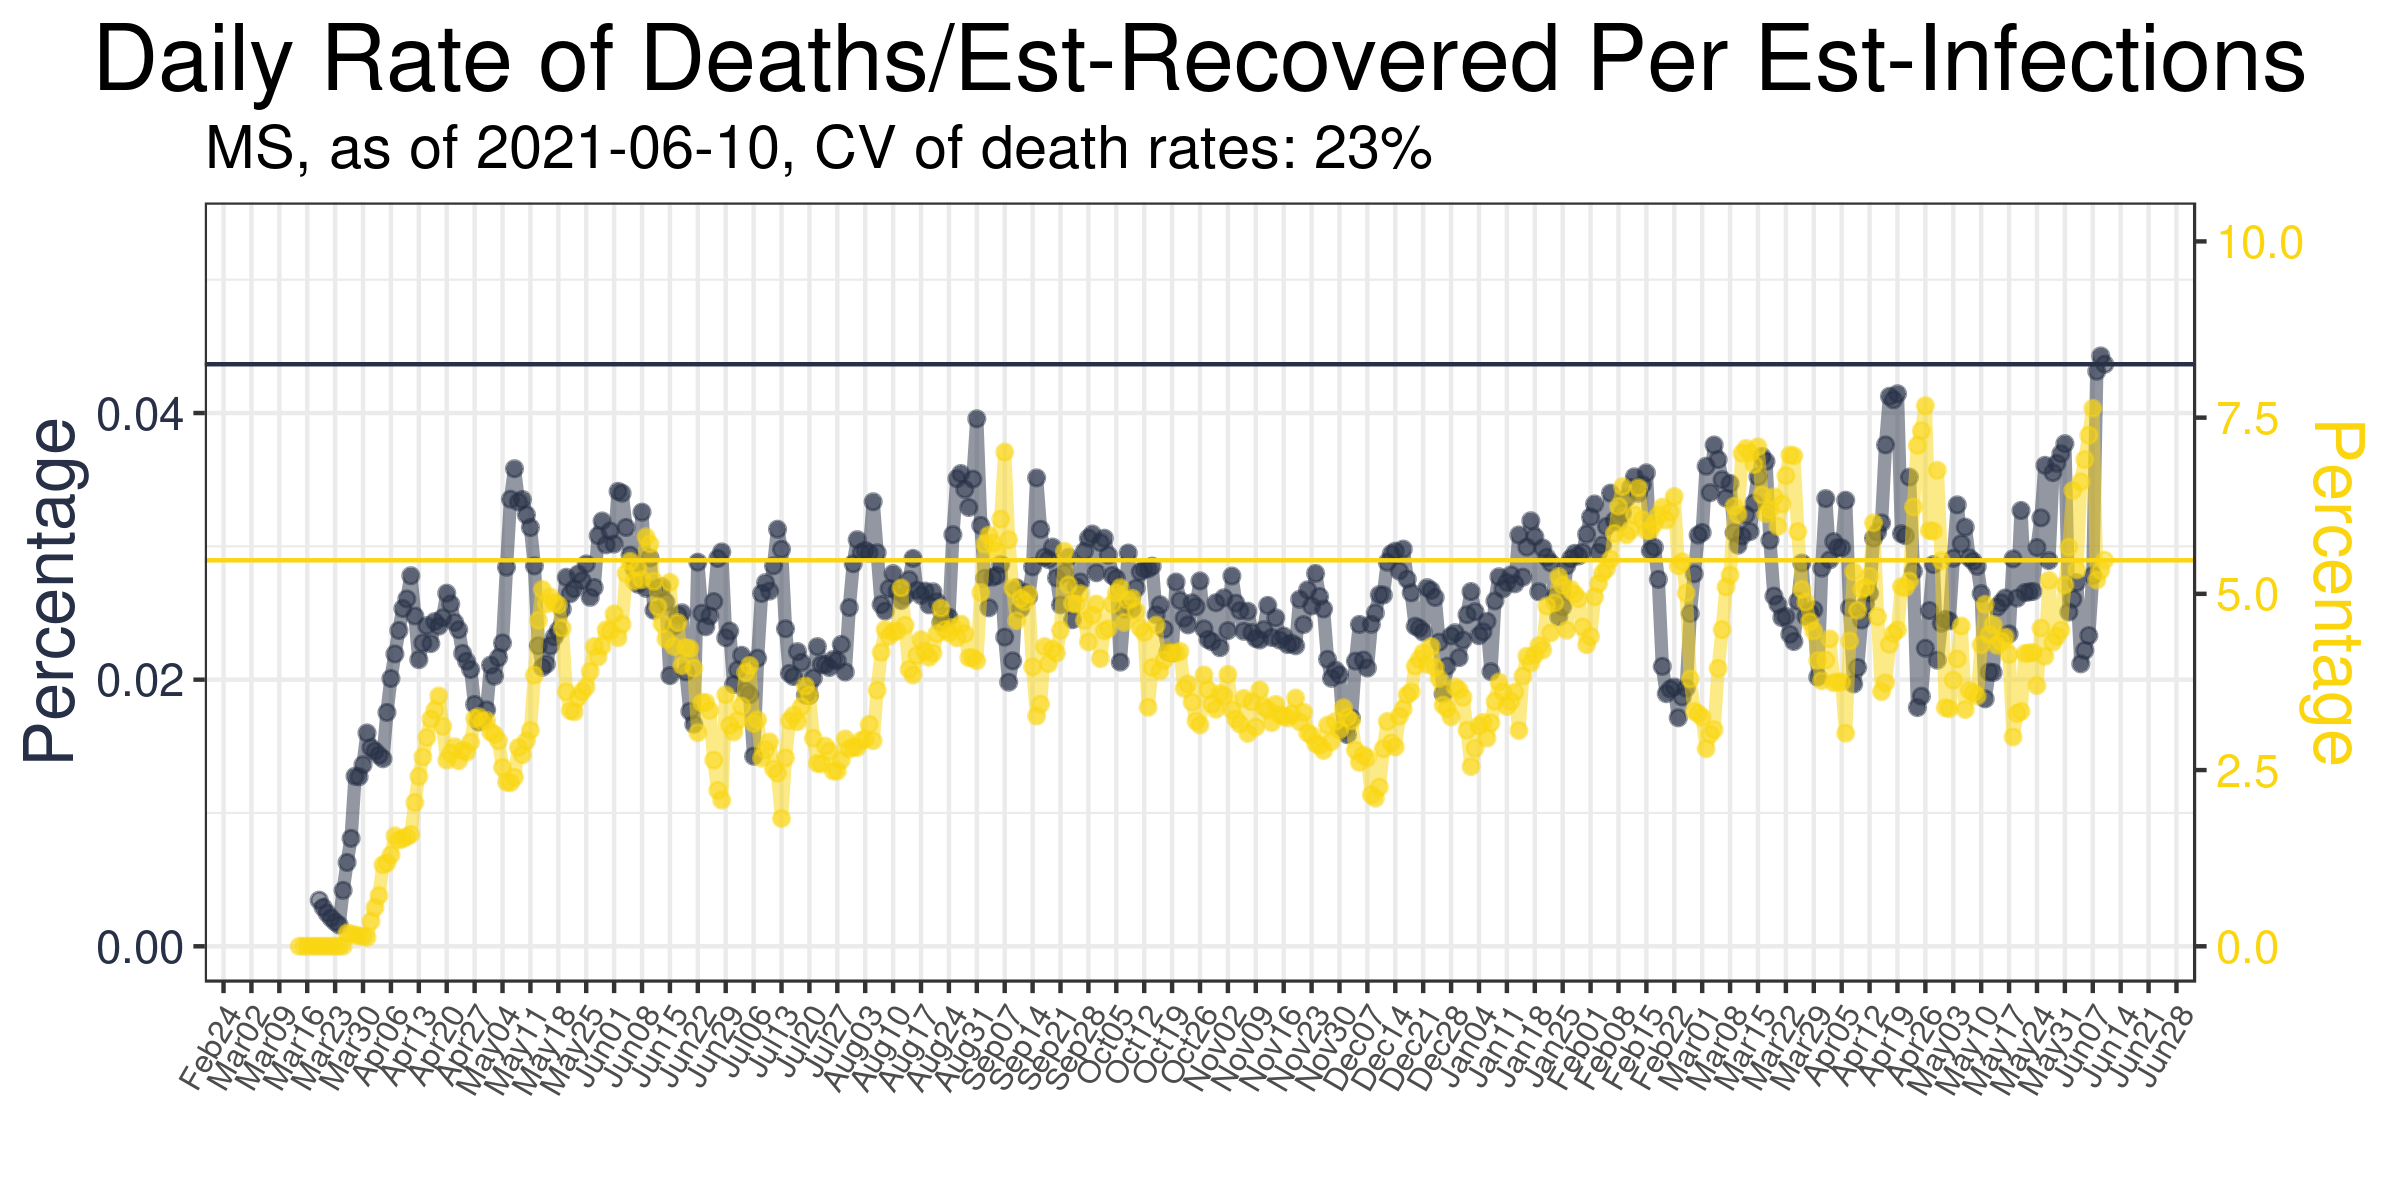 Daily Rate of Deaths/Est-Recovered Per Est-Infections
MS, as of 2021-06-10, CV of death rates: 23%
Percentage
0.04
0.02
0.00
10.0
7.5
5.0
2.5
0.0
Percentage
Feb24
Mar02
Mar09
Mar16
Mar23
Mar30
Apr06
Apr13
Apr20
Apr27
May04
May11
May18
May25
Jun01
Jun08
Jun15
Jun22
Jun29
Jul06
Jul13
Jul20
Jul27
Aug03
Aug10
Aug17
Aug24
Aug31
Sep07
Sep14
Sep21
Sep28
Oct05
Oct12
Oct19
Oct26
Nov02
Nov09
Nov16
Nov23
Nov30
Dec07
Dec14
Dec21
Dec28
Jan04
Jan11
Jan18
Jan25
Feb01
Feb08
Feb15
Feb22
Mar01
Mar08
Mar15
Mar22
Mar29
Apr05
Apr12
Apr19
Apr26
May03
May10
May17
May24
May31
Jun07
Jun14
Jun21
Jun28